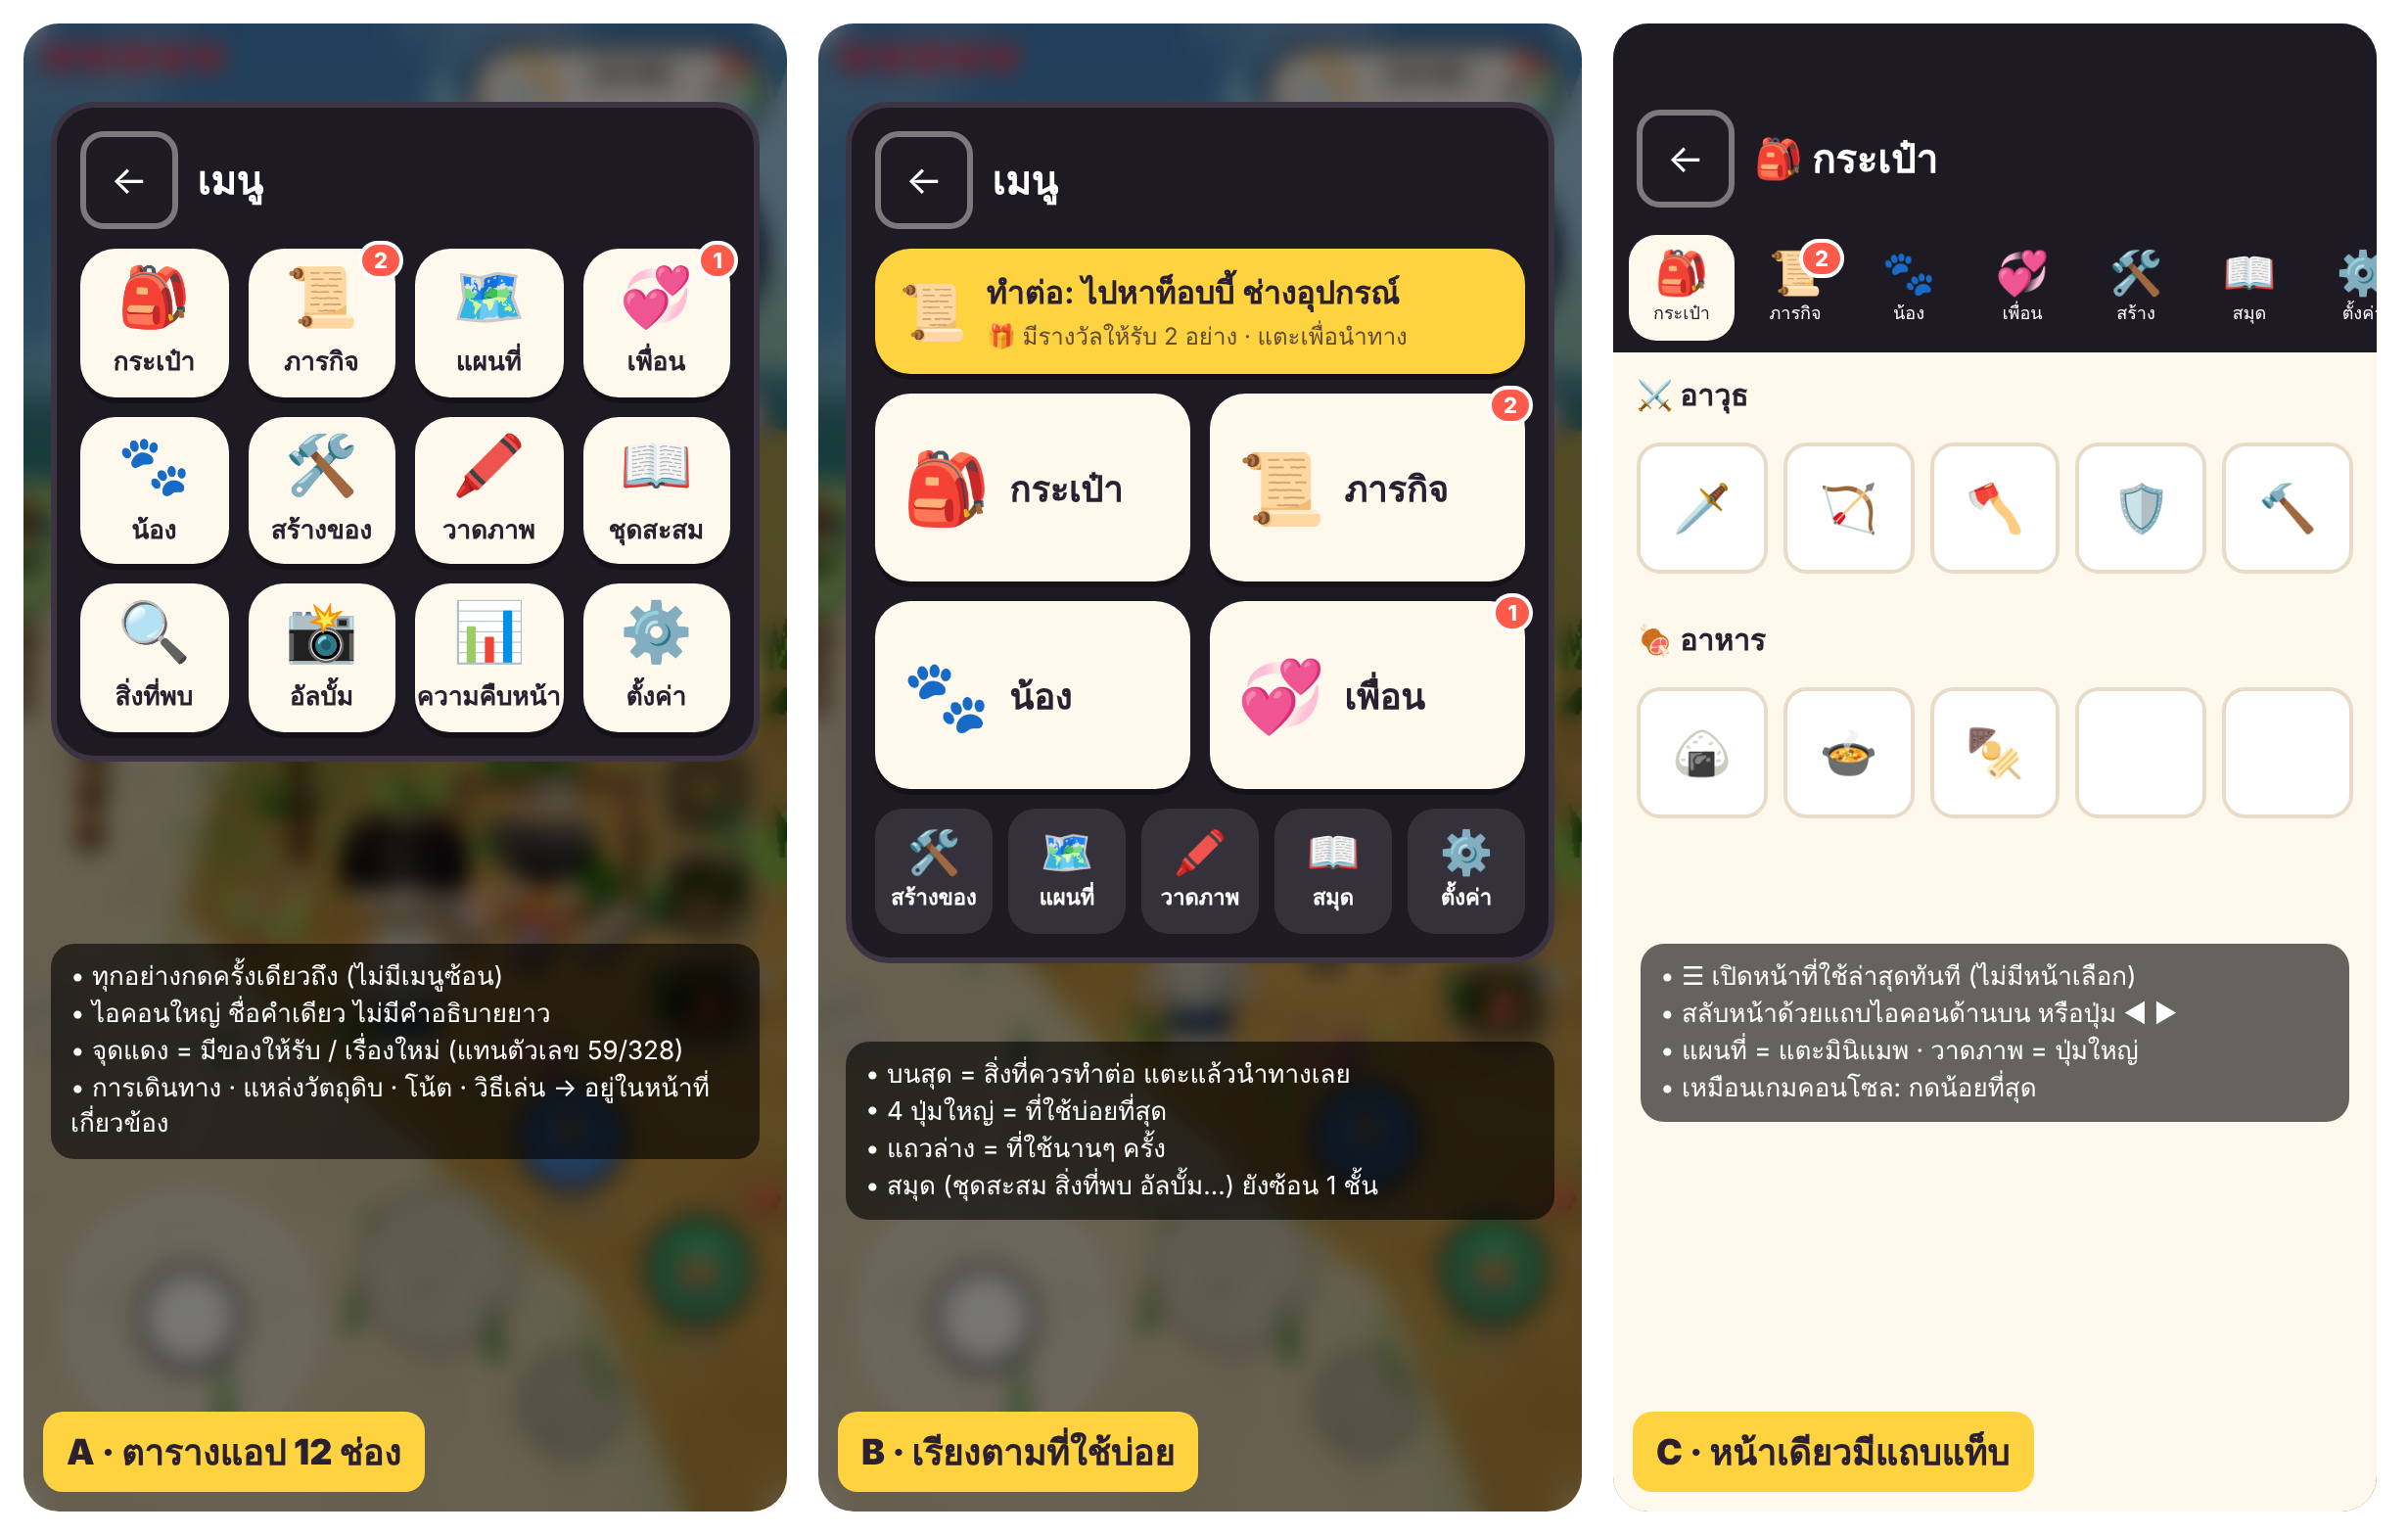 เมนู
กระเป๋า
2
ภารกิจ
แผนที่
1
เพื่อน
น้อง
สร้างของ
วาดภาพ
ชุดสะสม
สิ่งที่พบ
อัลบั้ม
ความคืบหน้า
ตั้งค่า
• ทุกอย่างกดครั้งเดียวถึง (ไม่มีเมนูซ้อน)
• ไอคอนใหญ่ ชื่อคำเดียว ไม่มีคำอธิบายยาว
• จุดแดง = มีของให้รับ / เรื่องใหม่ (แทนตัวเลข 59/328)
• การเดินทาง · แหล่งวัตถุดิบ · โน้ต · วิธีเล่น → อยู่ในหน้าที่
เกี่ยวข้อง
A · ตารางแอป 12 ช่อง
เมนู
ทำต่อ: ไปหาท็อบบี้ ช่างอุปกรณ์
มีรางวัลให้รับ 2 อย่าง · แตะเพื่อนำทาง
กระเป๋า
2
ภารกิจ
น้อง
1
เพื่อน
สร้างของ
แผนที่
วาดภาพ
สมุด
ตั้งค่า
• บนสุด = สิ่งที่ควรทำต่อ แตะแล้วนำทางเลย
• 4 ปุ่มใหญ่ = ที่ใช้บ่อยที่สุด
• แถวล่าง = ที่ใช้นานๆ ครั้ง
• สมุด (ชุดสะสม สิ่งที่พบ อัลบั้ม...) ยังซ้อน 1 ชั้น
B · เรียงตามที่ใช้บ่อย
กระเป๋า
กระเป๋า
2
ภารกิจ
น้อง
เพื่อน
สร้าง
สมุด
ตั้งค่า
อาวุธ
อาหาร
• ☰ เปิดหน้าที่ใช้ล่าสุดทันที (ไม่มีหน้าเลือก)
• สลับหน้าด้วยแถบไอคอนด้านบน หรือปุ่ม ◀ ▶
• แผนที่ = แตะมินิแมพ · วาดภาพ = ปุ่มใหญ่
• เหมือนเกมคอนโซล: กดน้อยที่สุด
C · หน้าเดียวมีแถบแท็บ